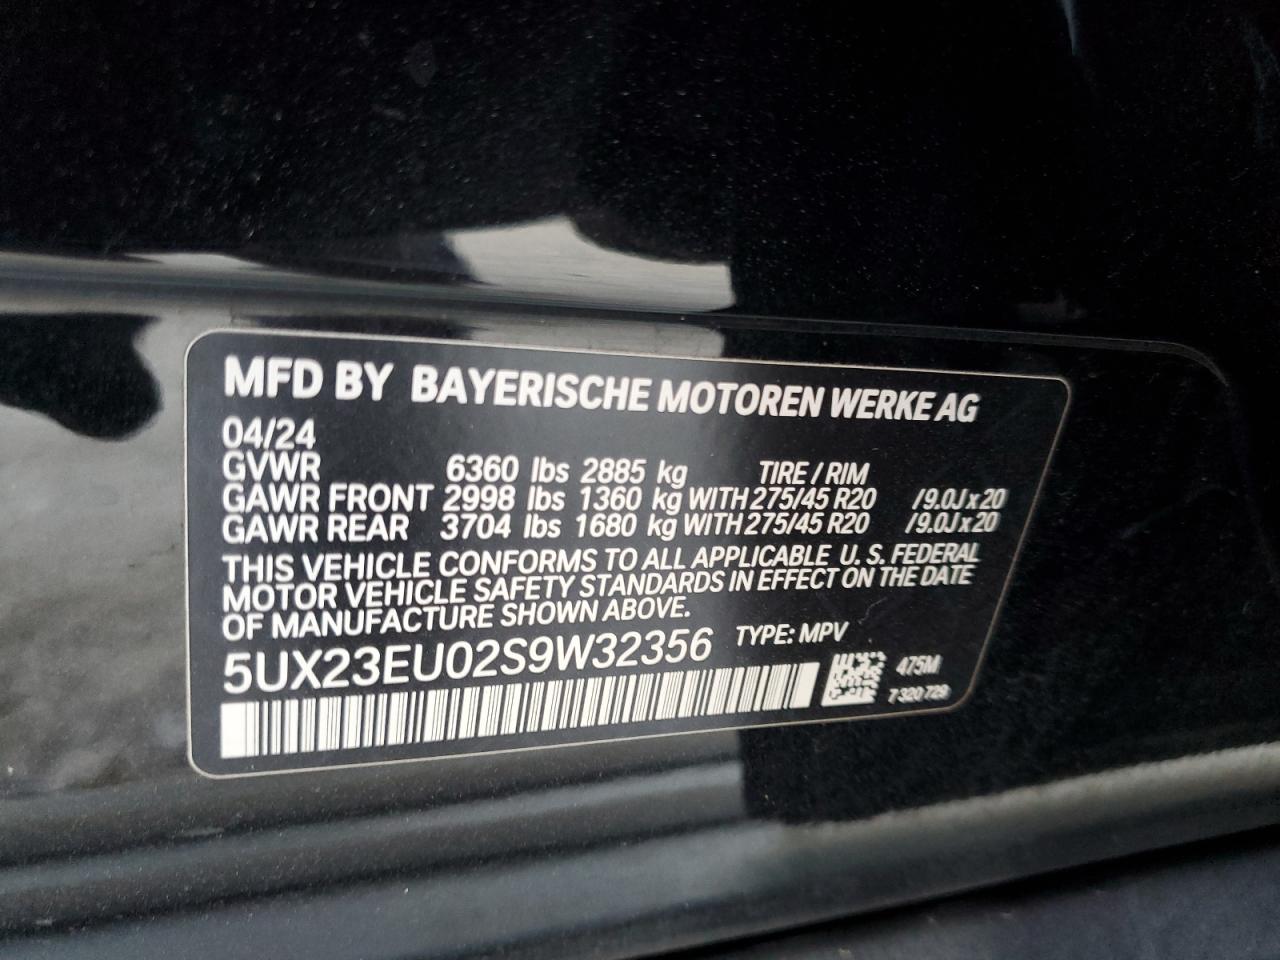 MFD BY BAYERISCHE MOTOREN WERKE AG
04/24
GVWR 6360 lbs 2885 kg TIRE / RIM
GAWR FRONT 2998 lbs 1360 kg WITH 275/45 R20 /9.0J x 20
GAWR REAR 3704 lbs 1680 kg WITH 275/45 R20 /9.0J x 20
THIS VEHICLE CONFORMS TO ALL APPLICABLE U. S. FEDERAL
MOTOR VEHICLE SAFETY STANDARDS IN EFFECT ON THE DATE
OF MANUFACTURE SHOWN ABOVE.
5UX23EU02S9W32356 TYPE: MPV
475M
7 320 729